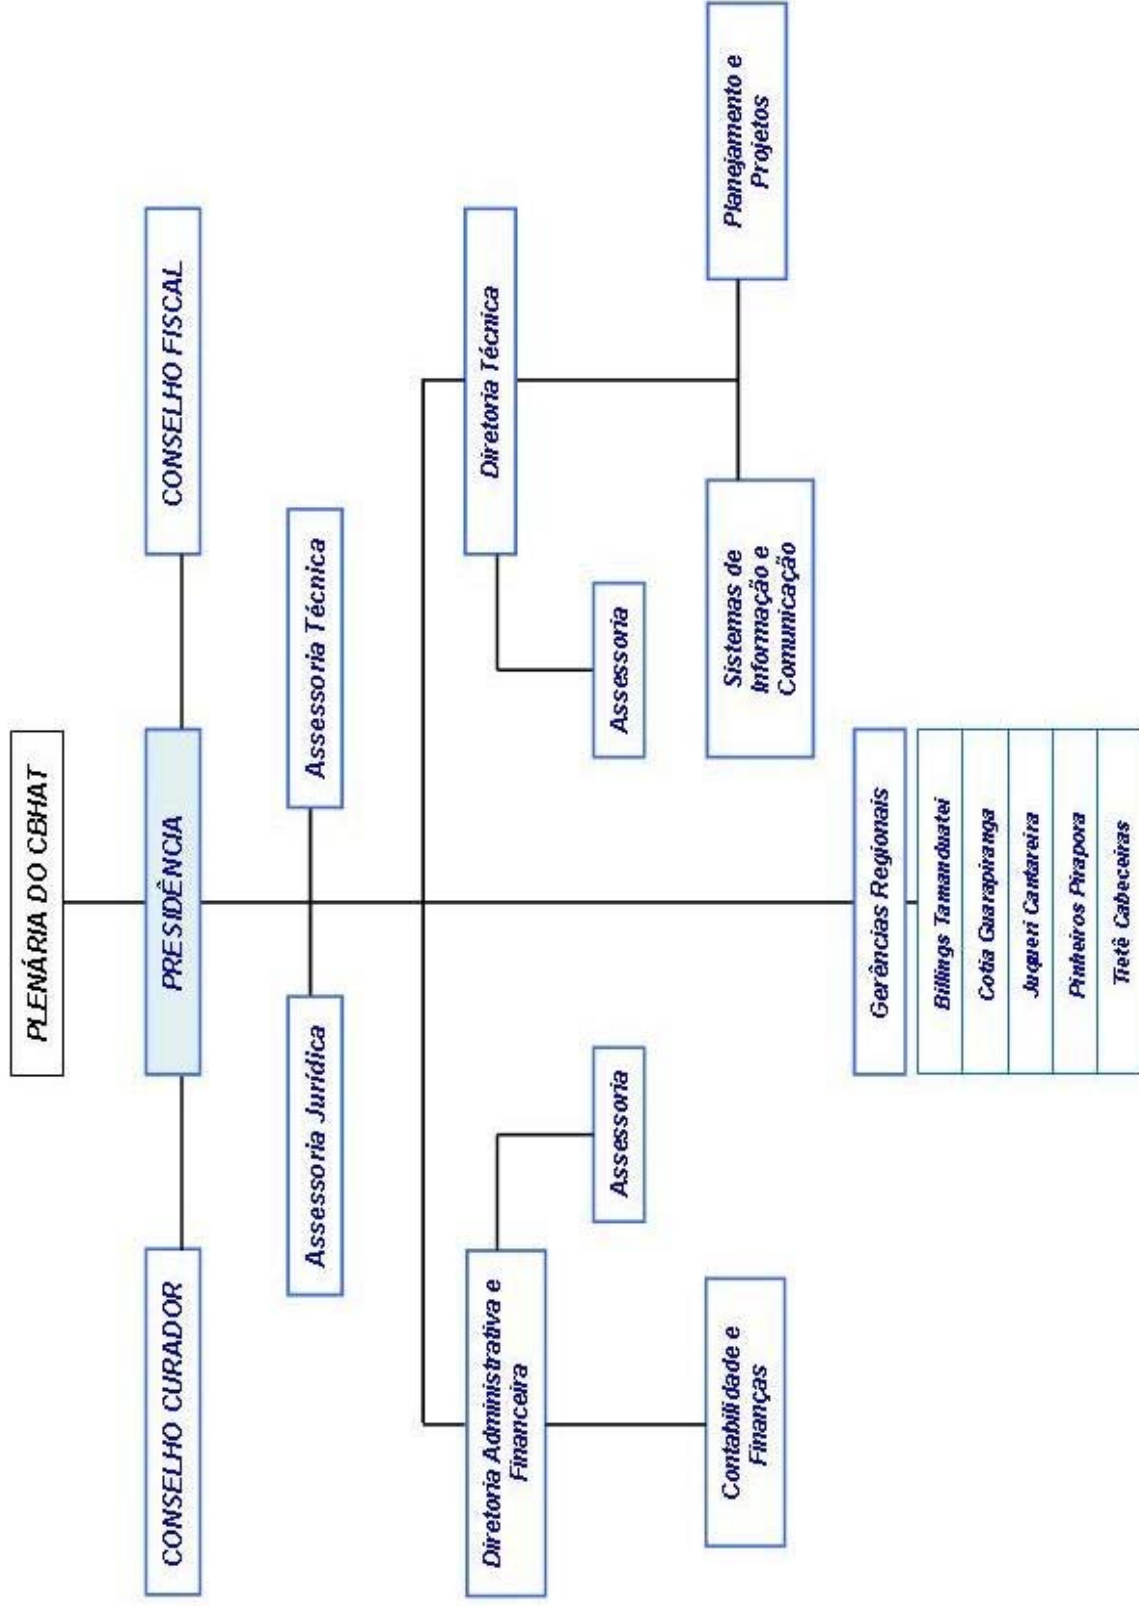 PLENÁRIA DO CBHAT
CONSELHO CURADOR
PRESIDÊNCIA
CONSELHO FISCAL
Assessoria Jurídica
Assessoria Técnica
Diretoria Administrativa e
Financeira
Diretoria Técnica
Assessoria
Assessoria
Contabilidade e
Finanças
Sistemas de
Informação e
Comunicação
Planejamento e
Projetos
Gerências Regionais
Billings Tamanduatei
Cotia Guarapiranga
Juqueri Cantareira
Pinheiros Pirapora
Tietê Cabeceiras